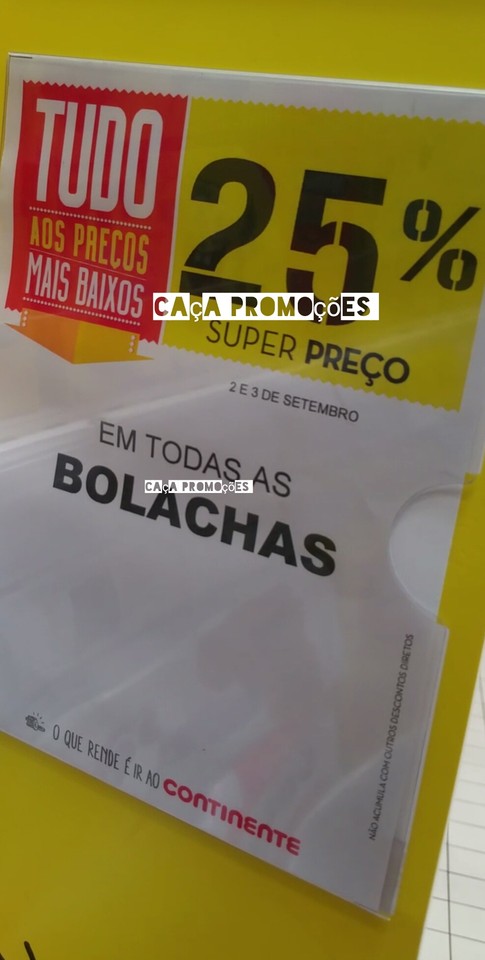 TUDO
AOS PREÇOS
MAIS BAIXOS
25%
CAÇA PROMOÇÕES
SUPER PREÇO
2 E 3 DE SETEMBRO
EM TODAS AS
CAÇA PROMOÇÕES
BOLACHAS
NÃO ACUMULA COM OUTROS DESCONTOS DIRETOS
O QUE RENDE É IR AO CONTINENTE